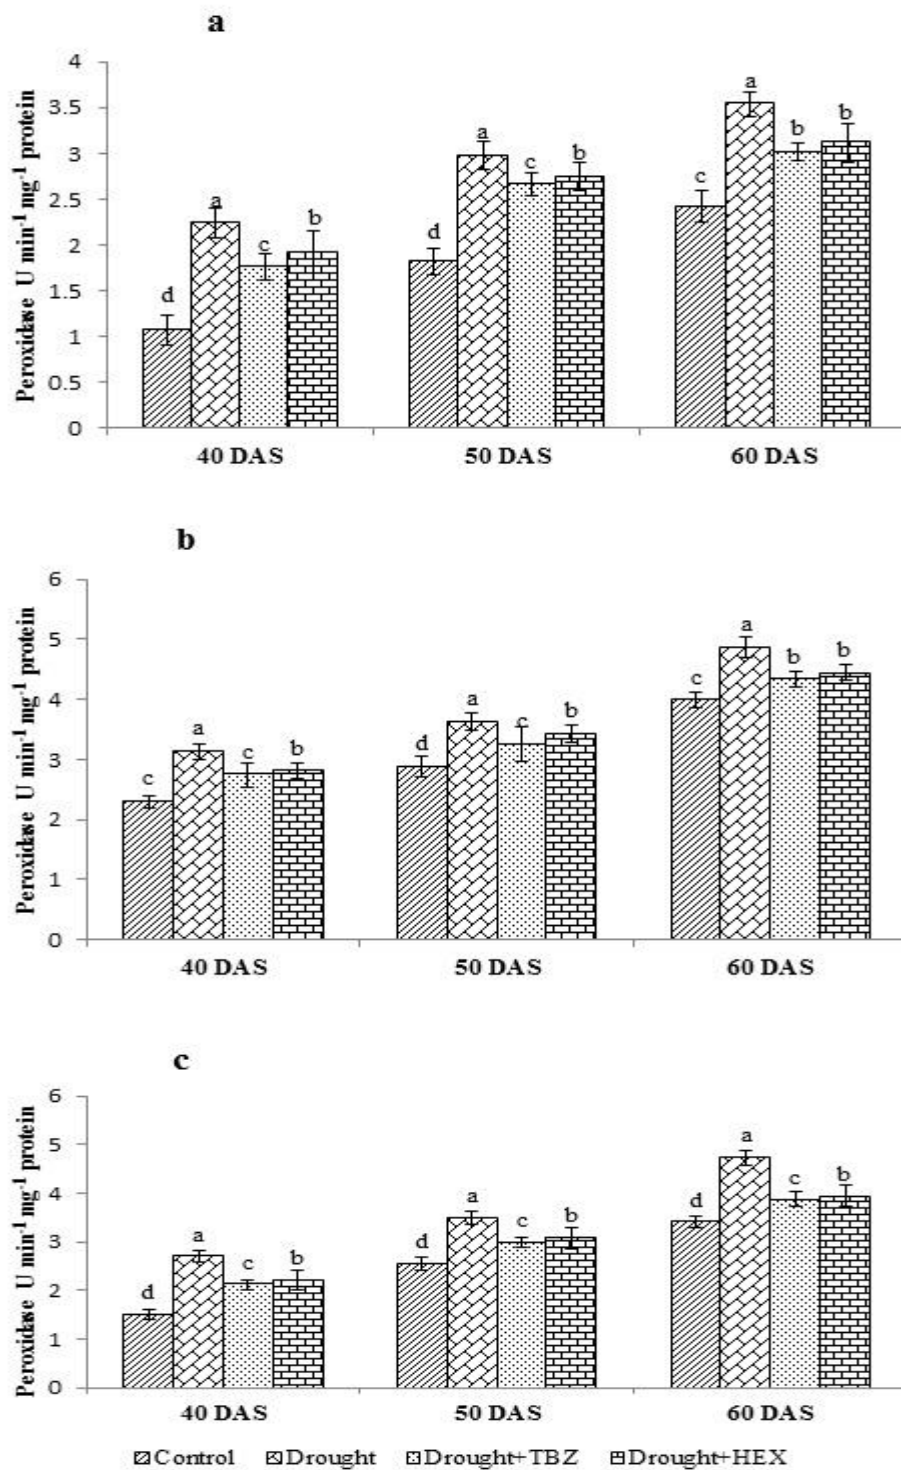 a
Peroxidase U min⁻¹ mg⁻¹ protein
4
3.5
3
2.5
2
1.5
1
0.5
0
d a c b
d a c b
c a b b
40 DAS 50 DAS 60 DAS
b
Peroxidase U min⁻¹ mg⁻¹ protein
6
5
4
3
2
1
0
c a c b
d a c b
c a b b
40 DAS 50 DAS 60 DAS
c
Peroxidase U min⁻¹ mg⁻¹ protein
6
5
4
3
2
1
0
d a c b
d a c b
d a c b
40 DAS 50 DAS 60 DAS
Control Drought Drought+TBZ Drought+HEX